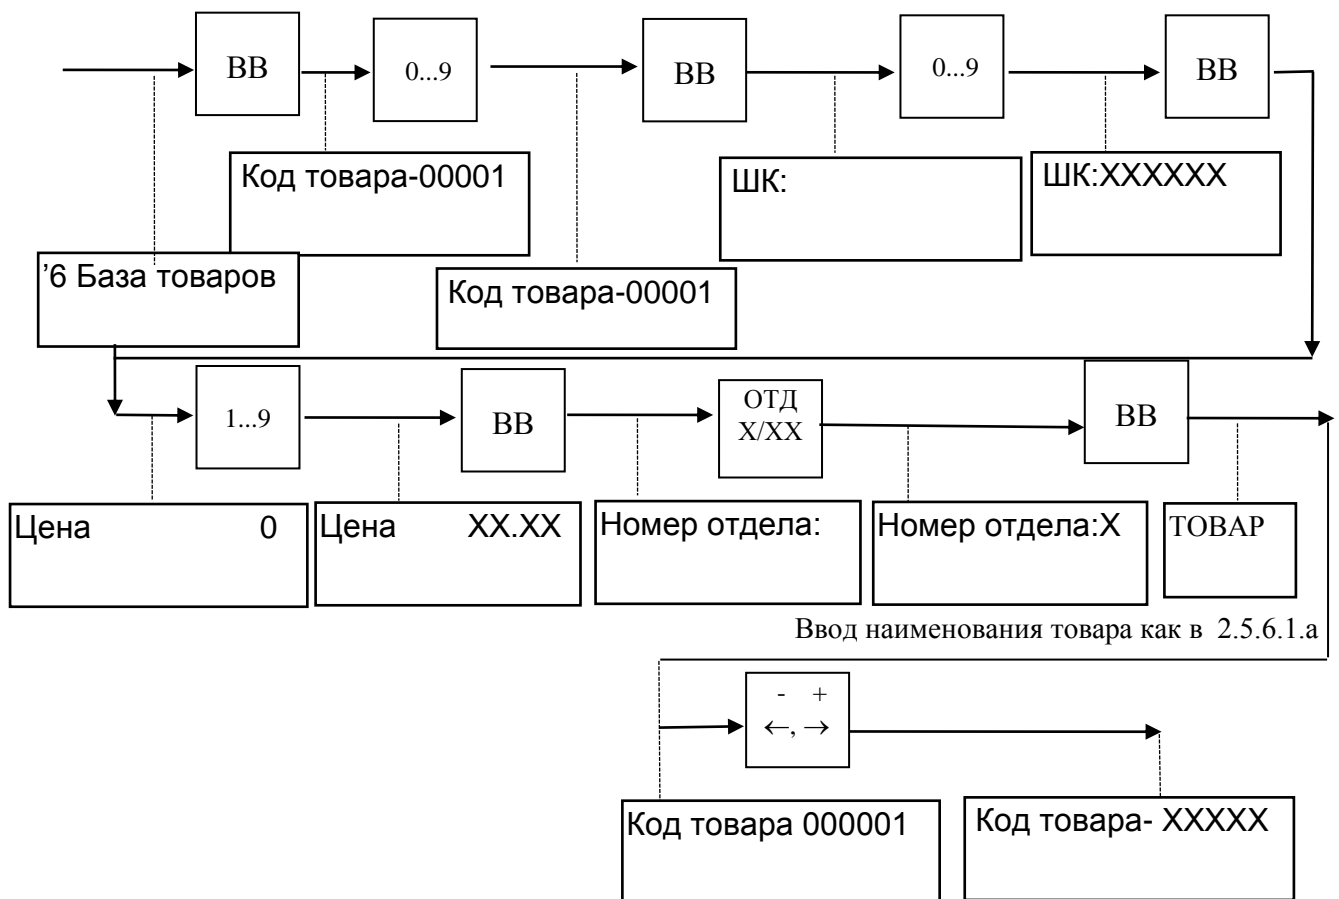 ВВ
0...9
ВВ
0...9
ВВ
Код товара-00001
ШК:
ШК:XXXXXX
’6 База товаров
Код товара-00001
1...9
ВВ
ОТД
X/XX
ВВ
Цена 0
Цена XX.XX
Номер отдела:
Номер отдела:X
ТОВАР
Ввод наименования товара как в 2.5.6.1.а
- +
←, →
Код товара 000001
Код товара- XXXXX